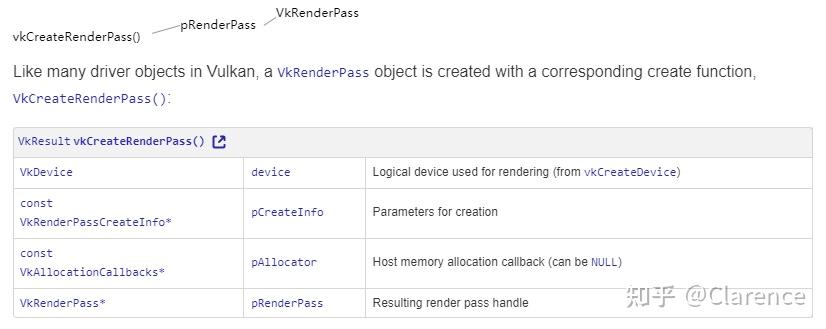 VkRenderPass
pRenderPass
vkCreateRenderPass()
Like many driver objects in Vulkan, a VkRenderPass object is created with a corresponding create function,
VkCreateRenderPass():
VkResult vkCreateRenderPass()
VkDevice device Logical device used for rendering (from vkCreateDevice)
const
VkRenderPassCreateInfo* pCreateInfo Parameters for creation
const
VkAllocationCallbacks* pAllocator Host memory allocation callback (can be NULL)
VkRenderPass* pRenderPass Resulting render pass handle
知乎 @Clarence